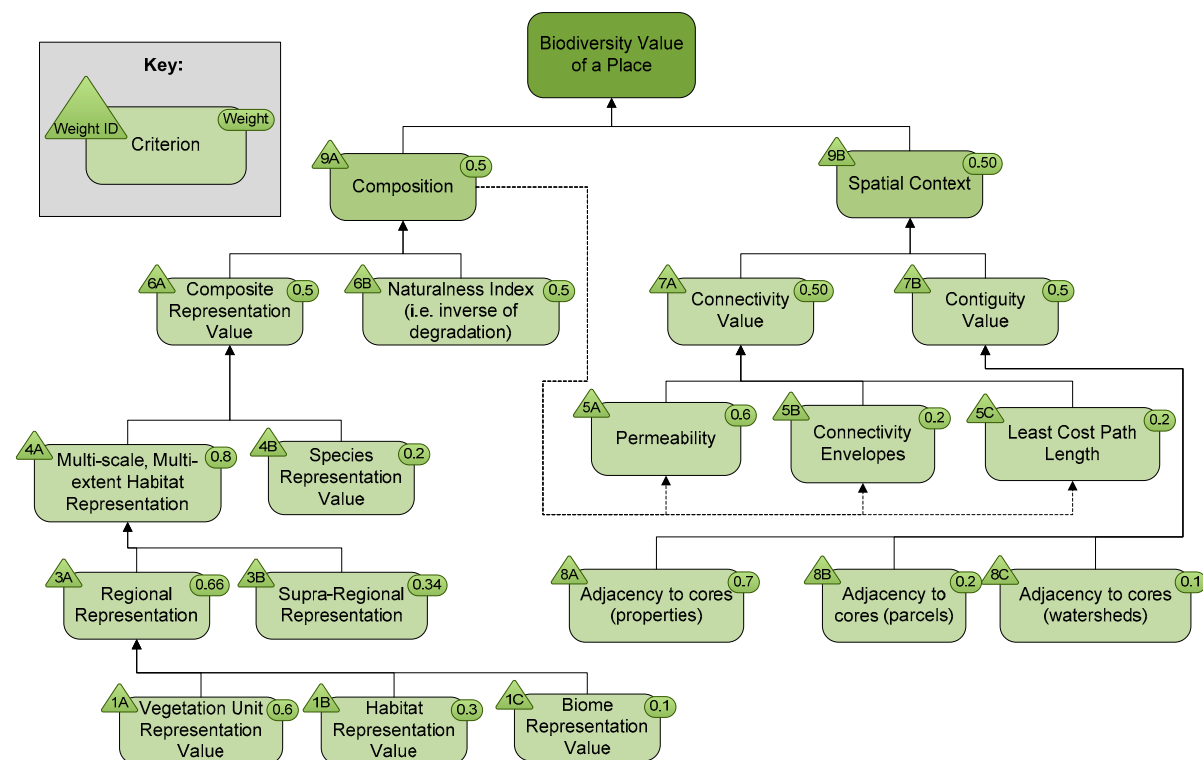 Key:
Weight ID
Weight
Criterion
Biodiversity Value
of a Place
9A
0.5
Composition
9B
0.50
Spatial Context
6A
0.5
Composite
Representation
Value
6B
0.5
Naturalness Index
(i.e. inverse of
degradation)
7A
0.50
Connectivity
Value
7B
0.5
Contiguity
Value
4A
0.8
Multi-scale, Multi-
extent Habitat
Representation
4B
0.2
Species
Representation
Value
5A
0.6
Permeability
5B
0.2
Connectivity
Envelopes
5C
0.2
Least Cost Path
Length
3A
0.66
Regional
Representation
3B
0.34
Supra-Regional
Representation
8A
0.7
Adjacency to cores
(properties)
8B
0.2
Adjacency to
cores (parcels)
8C
0.1
Adjacency to cores
(watersheds)
1A
0.6
Vegetation Unit
Representation
Value
1B
0.3
Habitat
Representation
Value
1C
0.1
Biome
Representation
Value